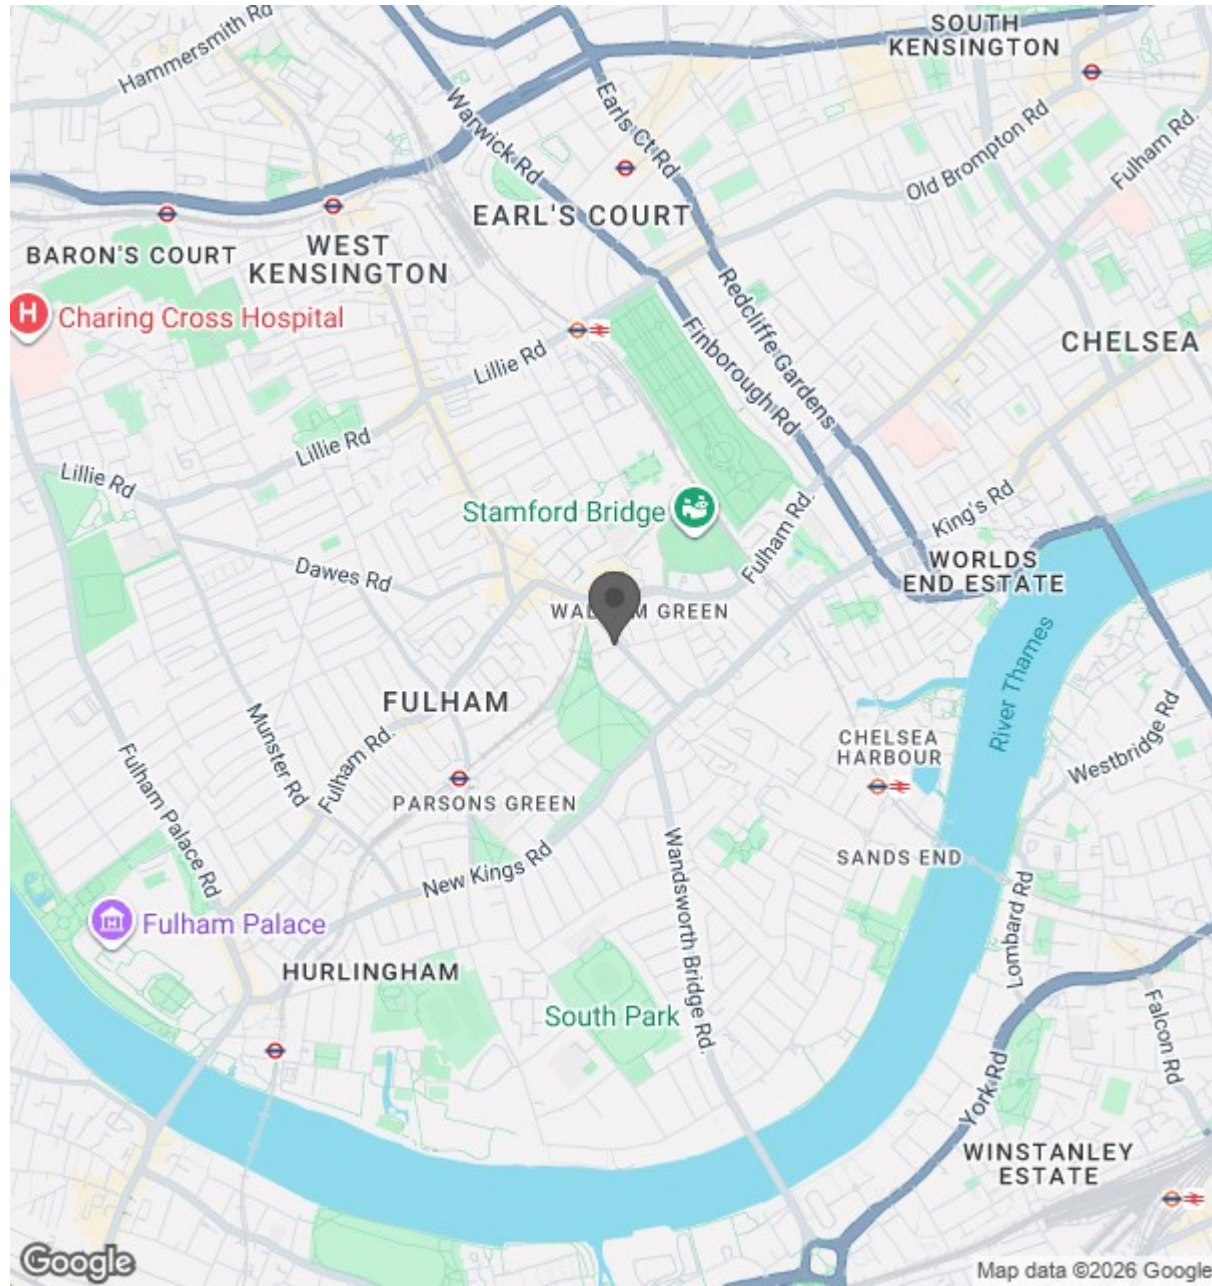 Hammersmith Rd
SOUTH
KENSINGTON
Warwick Rd
Earls Ct Rd
Old Brompton Rd
Fulham Rd.
BARON'S COURT
WEST
KENSINGTON
EARL'S COURT
H
Charing Cross Hospital
Redcliffe Gardens
Finborough Rd
CHELSEA
Lillie Rd
Lillie Rd
Lillie Rd
Stamford Bridge
Fulham Rd.
King's Rd
Dawes Rd
WORLDS
END ESTATE
GREEN
River Thames
FULHAM
Munster Rd
Fulham Rd.
Fulham Palace Rd
CHELSEA
HARBOUR
Westbridge Rd
PARSONS GREEN
New Kings Rd
Wandsworth Bridge Rd.
SANDS END
Lombard Rd
Fulham Palace
HURLINGHAM
South Park
York Rd
Falcon Rd
WINSTANLEY
ESTATE
Google
Map data ©2026 Google